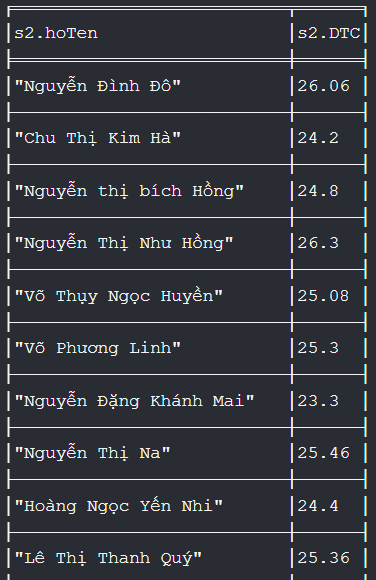 s2.hoTen s2.DTC
"Nguyễn Đình Đô" 26.06
"Chu Thị Kim Hà" 24.2
"Nguyễn thị bích Hồng" 24.8
"Nguyễn Thị Như Hồng" 26.3
"Võ Thụy Ngọc Huyền" 25.08
"Võ Phương Linh" 25.3
"Nguyễn Đặng Khánh Mai" 23.3
"Nguyễn Thị Na" 25.46
"Hoàng Ngọc Yến Nhi" 24.4
"Lê Thị Thanh Quý" 25.36